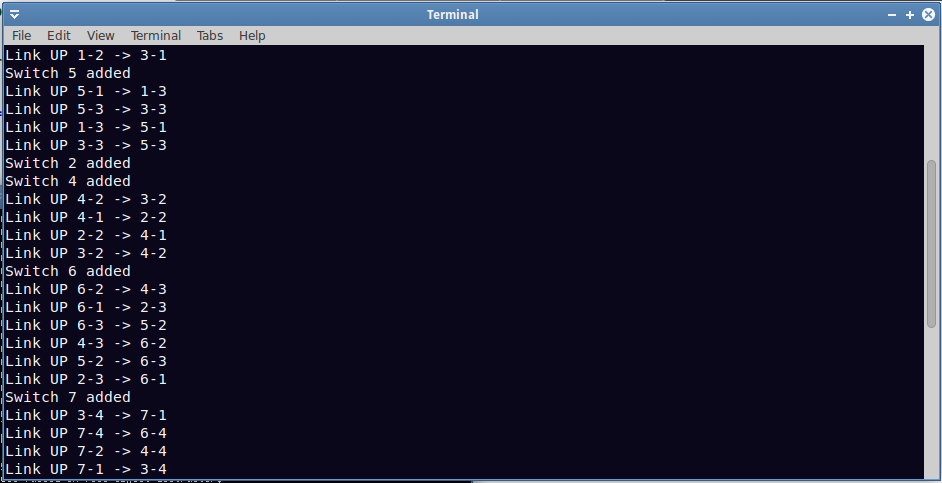 Terminal
File Edit View Terminal Tabs Help
Link UP 1-2 -> 3-1
Switch 5 added
Link UP 5-1 -> 1-3
Link UP 5-3 -> 3-3
Link UP 1-3 -> 5-1
Link UP 3-3 -> 5-3
Switch 2 added
Switch 4 added
Link UP 4-2 -> 3-2
Link UP 4-1 -> 2-2
Link UP 2-2 -> 4-1
Link UP 3-2 -> 4-2
Switch 6 added
Link UP 6-2 -> 4-3
Link UP 6-1 -> 2-3
Link UP 6-3 -> 5-2
Link UP 4-3 -> 6-2
Link UP 5-2 -> 6-3
Link UP 2-3 -> 6-1
Switch 7 added
Link UP 3-4 -> 7-1
Link UP 7-4 -> 6-4
Link UP 7-2 -> 4-4
Link UP 7-1 -> 3-4